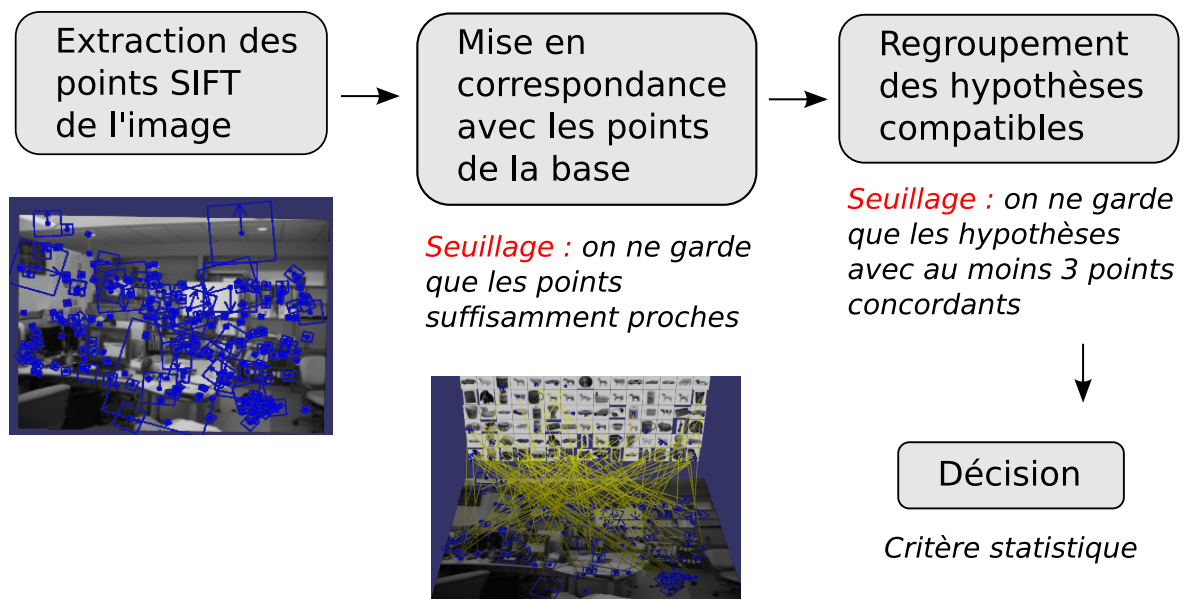 Extraction des
points SIFT
de l'image
Mise en
correspondance
avec les points
de la base
Regroupement
des hypothèses
compatibles
Seuillage : on ne garde
que les points
suffisamment proches
Seuillage : on ne garde
que les hypothèses
avec au moins 3 points
concordants
Décision
Critère statistique